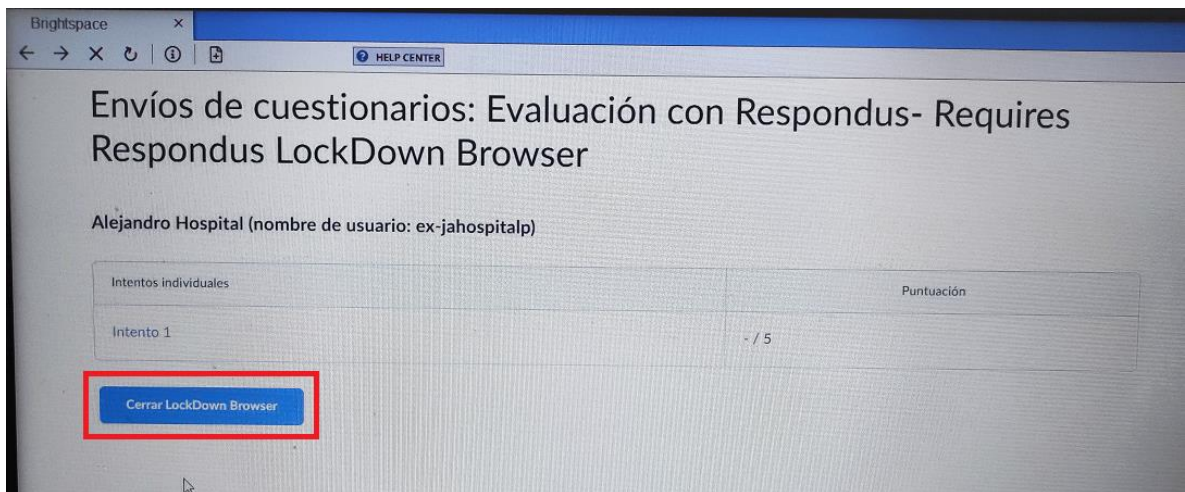 Brightspace
HELP CENTER
Envíos de cuestionarios: Evaluación con Respondus- Requires
Respondus LockDown Browser
Alejandro Hospital (nombre de usuario: ex-jahospitalp)
Intentos individuales Puntuación
Intento 1 - / 5
Cerrar LockDown Browser